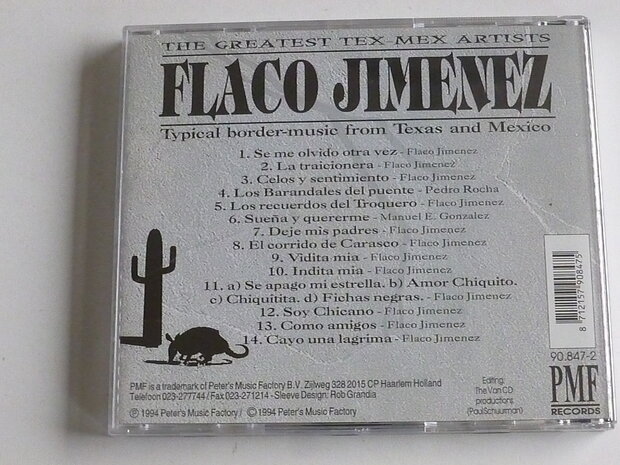 THE GREATEST TEX-MEX ARTISTS
FLACO JIMENEZ
Typical border-music from Texas and Mexico
1. Se me olvido otra vez - Flaco Jimenez
2. La traicionera - Flaco Jimenez
3. Celos y sentimiento - Flaco Jimenez
4. Los Barandales del puente - Pedro Rocha
5. Los recuerdos del Troquero - Flaco Jimenez
6. Sueña y quererme - Manuel E. Gonzalez
7. Deje mis padres - Flaco Jimenez
8. El corrido de Carasco - Flaco Jimenez
9. Vidita mia - Flaco Jimenez
10. Indita mia - Flaco Jimenez
11. a) Se apago mi estrella. b) Amor Chiquito.
c) Chiquitita. d) Fichas negras. - Flaco Jimenez
12. Soy Chicano - Flaco Jimenez
13. Como amigos - Flaco Jimenez
14. Cayo una lagrima - Flaco Jimenez
8 712157 908475
90.847-2
PMF
RECORDS
PMF is a trademark of Peter's Music Factory B.V. Zijlweg 328 2015 CP Haarlem Holland
Telefoon 023-277744 / Fax 023-271214 - Sleeve Design: Rob Grandia
Ⓟ 1994 Peter's Music Factory / © 1994 Peter's Music Factory
Editing:
The Van CD
productions
(Paul Schuurman)